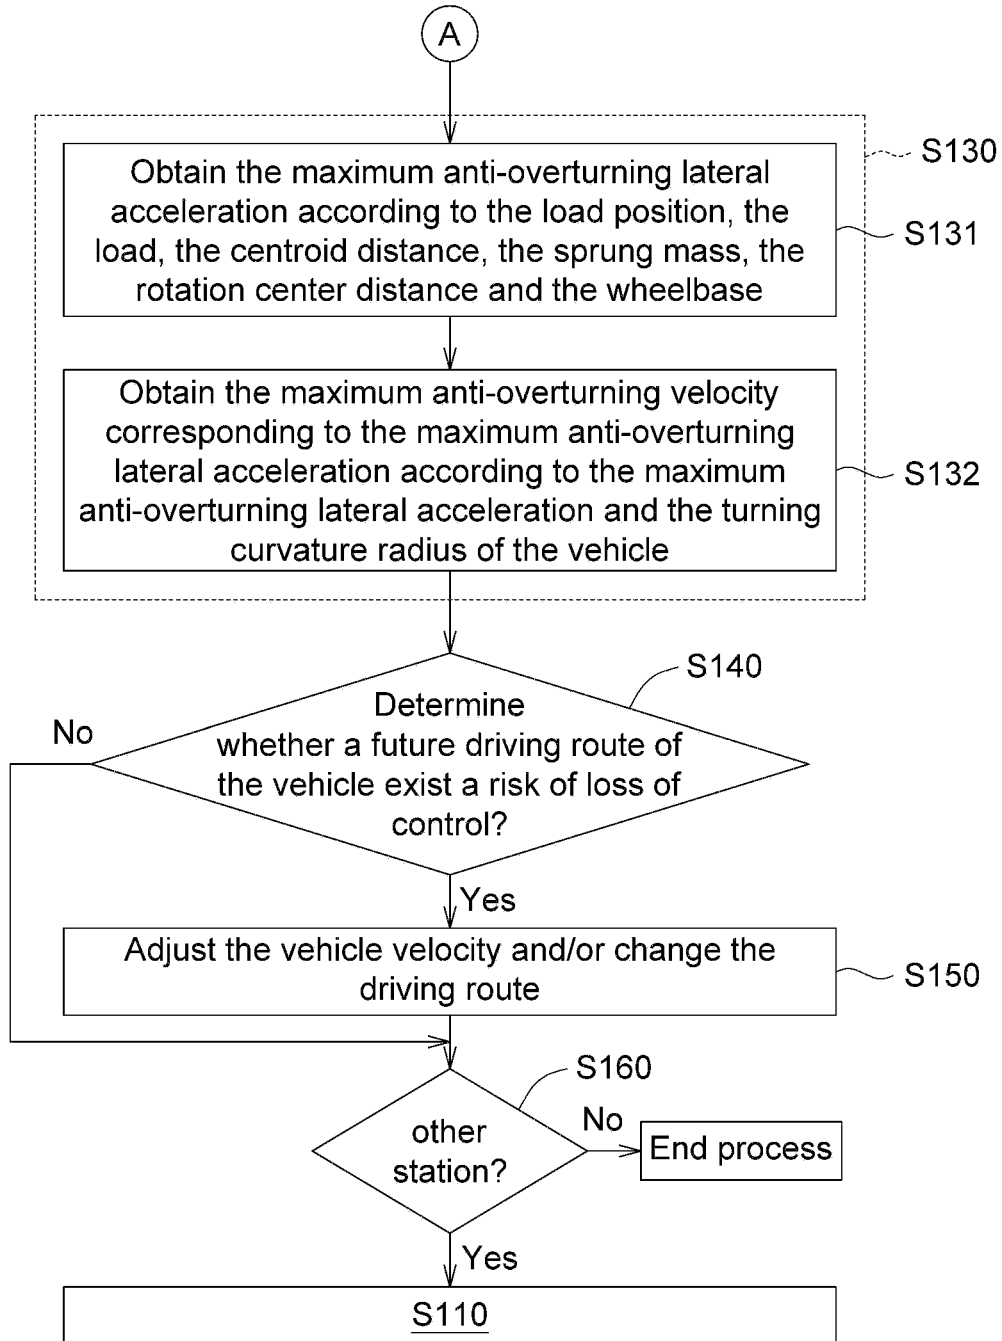 A
S130
Obtain the maximum anti-overturning lateral
acceleration according to the load position, the
load, the centroid distance, the sprung mass, the
rotation center distance and the wheelbase
S131
Obtain the maximum anti-overturning velocity
corresponding to the maximum anti-overturning
lateral acceleration according to the maximum
anti-overturning lateral acceleration and the turning
curvature radius of the vehicle
S132
S140
Determine
whether a future driving route of
the vehicle exist a risk of loss of
control?
No
Yes
Adjust the vehicle velocity and/or change the
driving route
S150
S160
other
station?
No
End process
Yes
S110